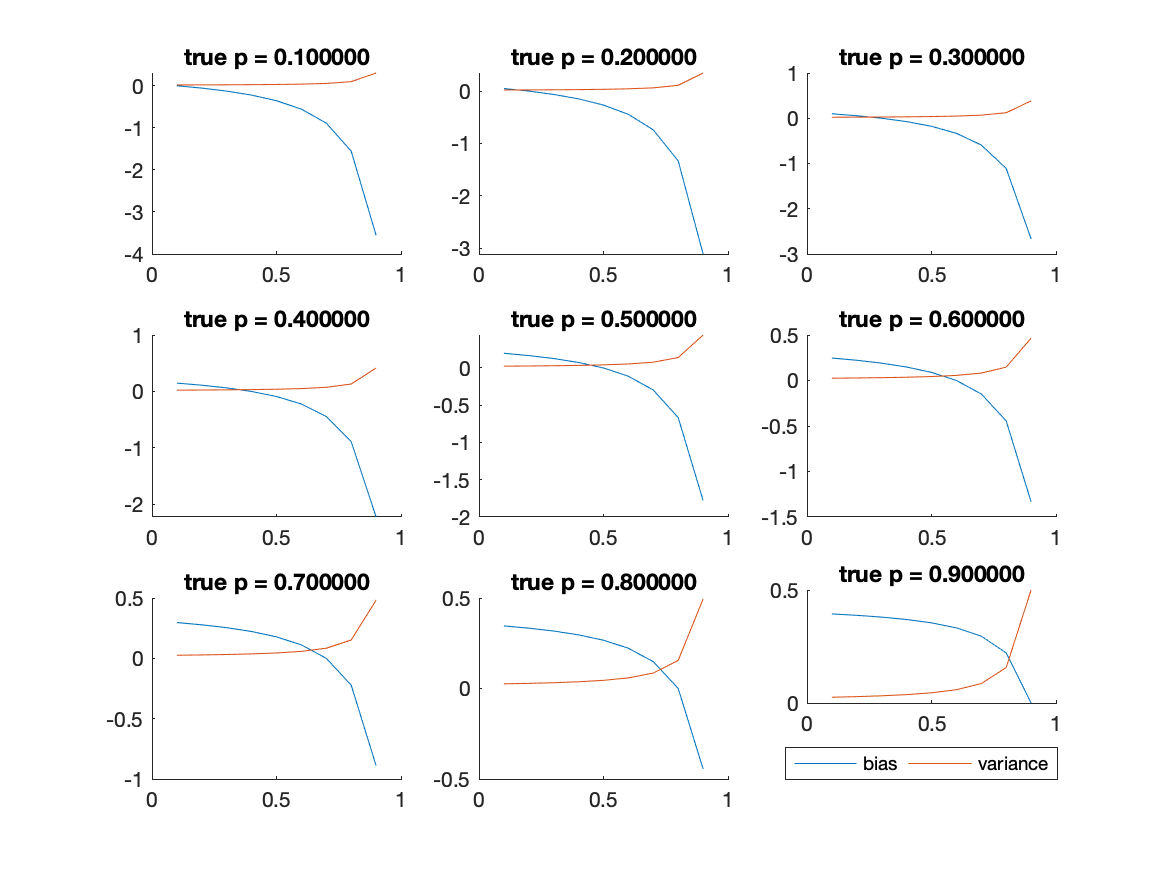 true p = 0.100000
0
-1
-2
-3
-4
0 0.5 1
true p = 0.200000
0
-1
-2
-3
0 0.5 1
true p = 0.300000
1
0
-1
-2
-3
0 0.5 1
true p = 0.400000
1
0
-1
-2
0 0.5 1
true p = 0.500000
0
-0.5
-1
-1.5
-2
0 0.5 1
true p = 0.600000
0.5
0
-0.5
-1
-1.5
0 0.5 1
true p = 0.700000
0.5
0
-0.5
-1
0 0.5 1
true p = 0.800000
0.5
0
-0.5
0 0.5 1
true p = 0.900000
0.5
0
0 0.5 1
bias variance